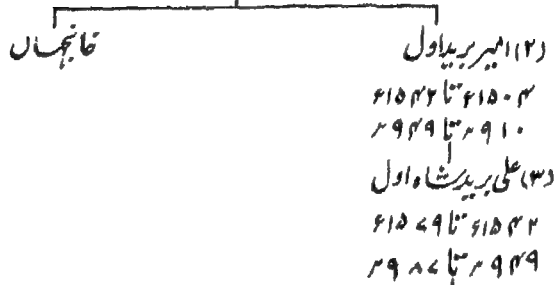 (۲) امیر برید اول خانجہاں
۱۵۰۴ء تا ۱۵۴۲ء
۹۱۰ھ تا ۹۴۹ھ
(۳) علی برید شاہ اول
۱۵۴۲ء تا ۱۵۷۹ء
۹۴۹ھ تا ۹۸۷ھ